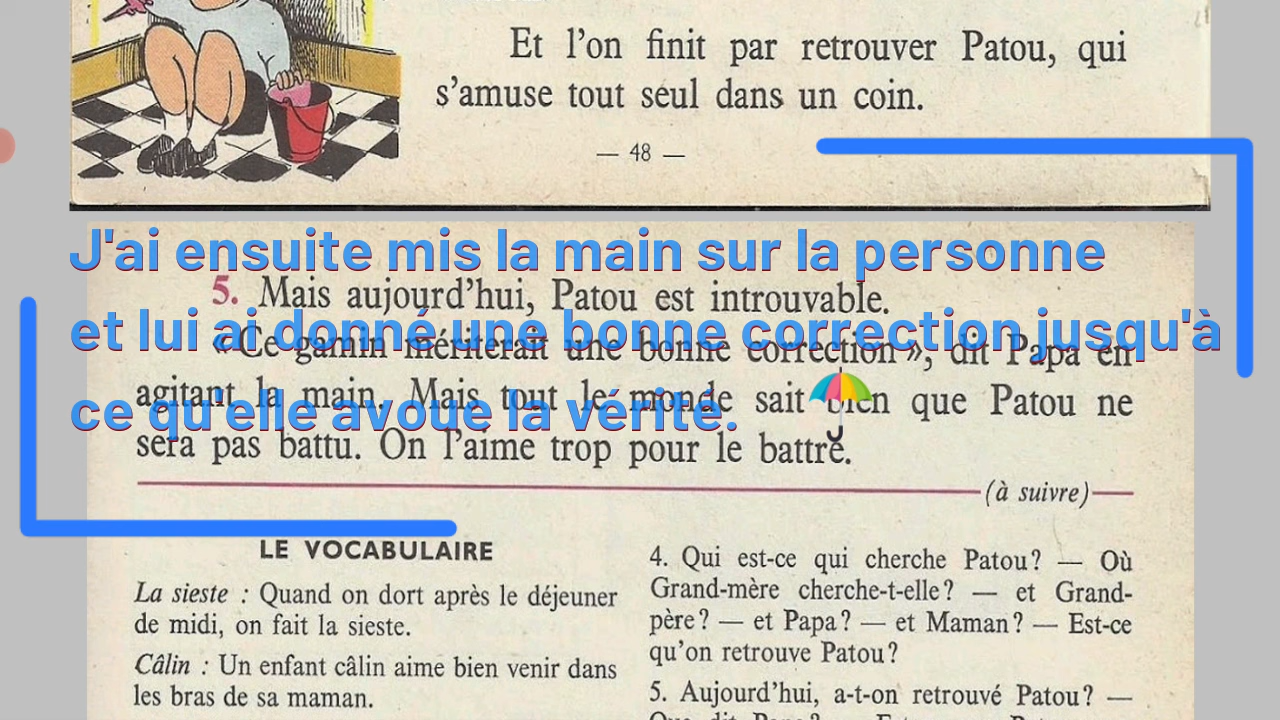 Et l'on finit par retrouver Patou, qui
s'amuse tout seul dans un coin.
— 48 —
J'ai ensuite mis la main sur la personne
et lui ai donné une bonne correction jusqu'à
ce qu'elle avoue la vérité.
5. Mais aujourd'hui, Patou est introuvable.
« Ce gamin mériterait une bonne correction », dit Papa en
agitant la main. Mais tout le monde sait bien que Patou ne
sera pas battu. On l'aime trop pour le battre.
(à suivre)
LE VOCABULAIRE
La sieste : Quand on dort après le déjeuner
de midi, on fait la sieste.
Câlin : Un enfant câlin aime bien venir dans
les bras de sa maman.
4. Qui est-ce qui cherche Patou? — Où
Grand-mère cherche-t-elle? — et Grand-
père? — et Papa? — et Maman? — Est-ce
qu'on retrouve Patou?
5. Aujourd'hui, a-t-on retrouvé Patou? —